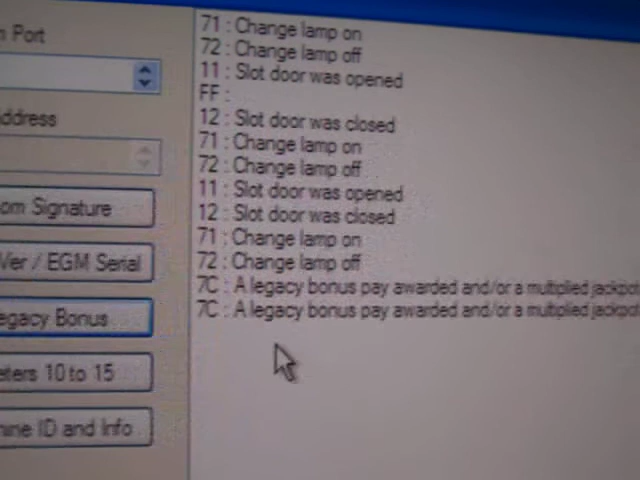 n Port
ddress
om Signature
Ver / EGM Serial
egacy Bonus
eters 10 to 15
hine ID and Info
71 : Change lamp on
72 : Change lamp off
11 : Slot door was opened
FF :
12 : Slot door was closed
71 : Change lamp on
72 : Change lamp off
11 : Slot door was opened
12 : Slot door was closed
71 : Change lamp on
72 : Change lamp off
7C : A legacy bonus pay awarded and/or a multiplied jackpot
7C : A legacy bonus pay awarded and/or a multiplied jackpot